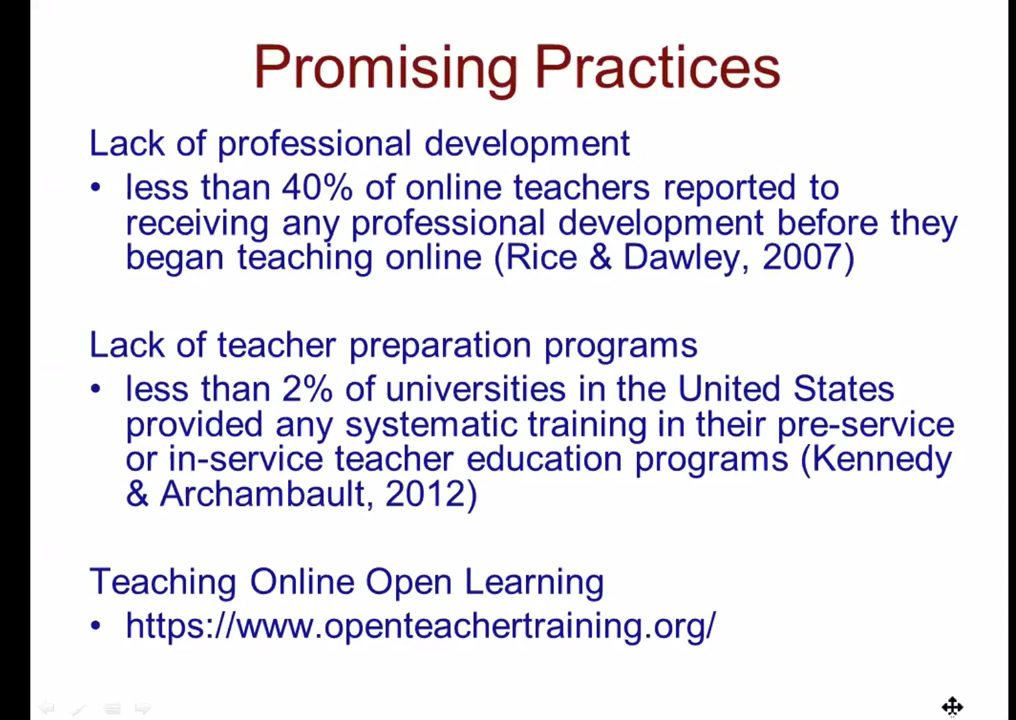 Promising Practices
Lack of professional development
• less than 40% of online teachers reported to
receiving any professional development before they
began teaching online (Rice & Dawley, 2007)
Lack of teacher preparation programs
• less than 2% of universities in the United States
provided any systematic training in their pre-service
or in-service teacher education programs (Kennedy
& Archambault, 2012)
Teaching Online Open Learning
• https://www.openteachertraining.org/